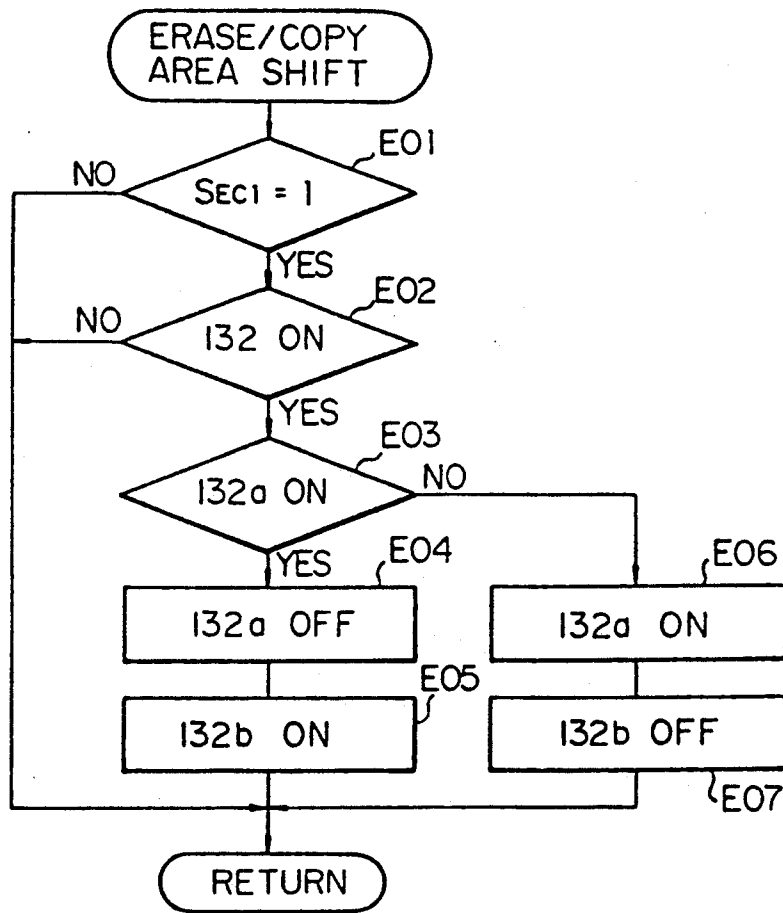 ERASE/COPY
AREA SHIFT
E01
NO
SEC1 = 1
YES
E02
NO
132 ON
YES
E03
132a ON
NO
YES
E04
E06
132a OFF
132a ON
E05
132b ON
132b OFF
E07
RETURN